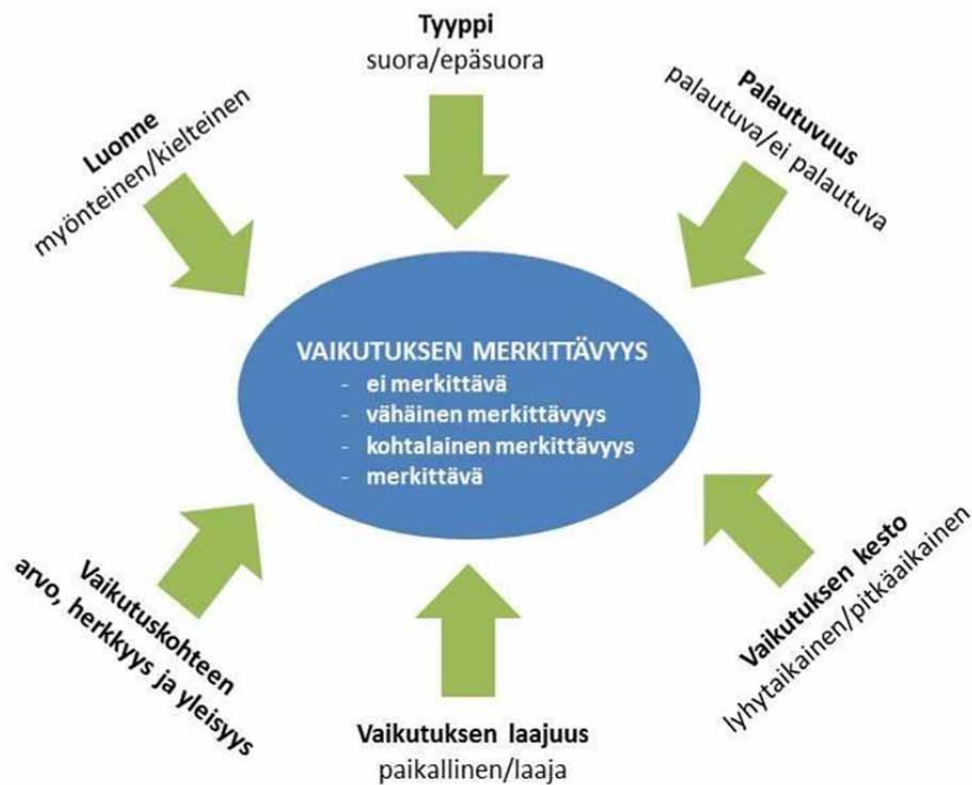 Tyyppi
suora/epäsuora
Luonne
myönteinen/kielteinen
Palautuvuus
palautuva/ei palautuva
VAIKUTUKSEN MERKITTÄVYYS
- ei merkittävä
- vähäinen merkittävyys
- kohtalainen merkittävyys
- merkittävä
Vaikutuskohteen
arvo, herkkyys ja yleisyys
Vaikutuksen laajuus
paikallinen/laaja
Vaikutuksen kesto
lyhytaikainen/pitkäaikainen